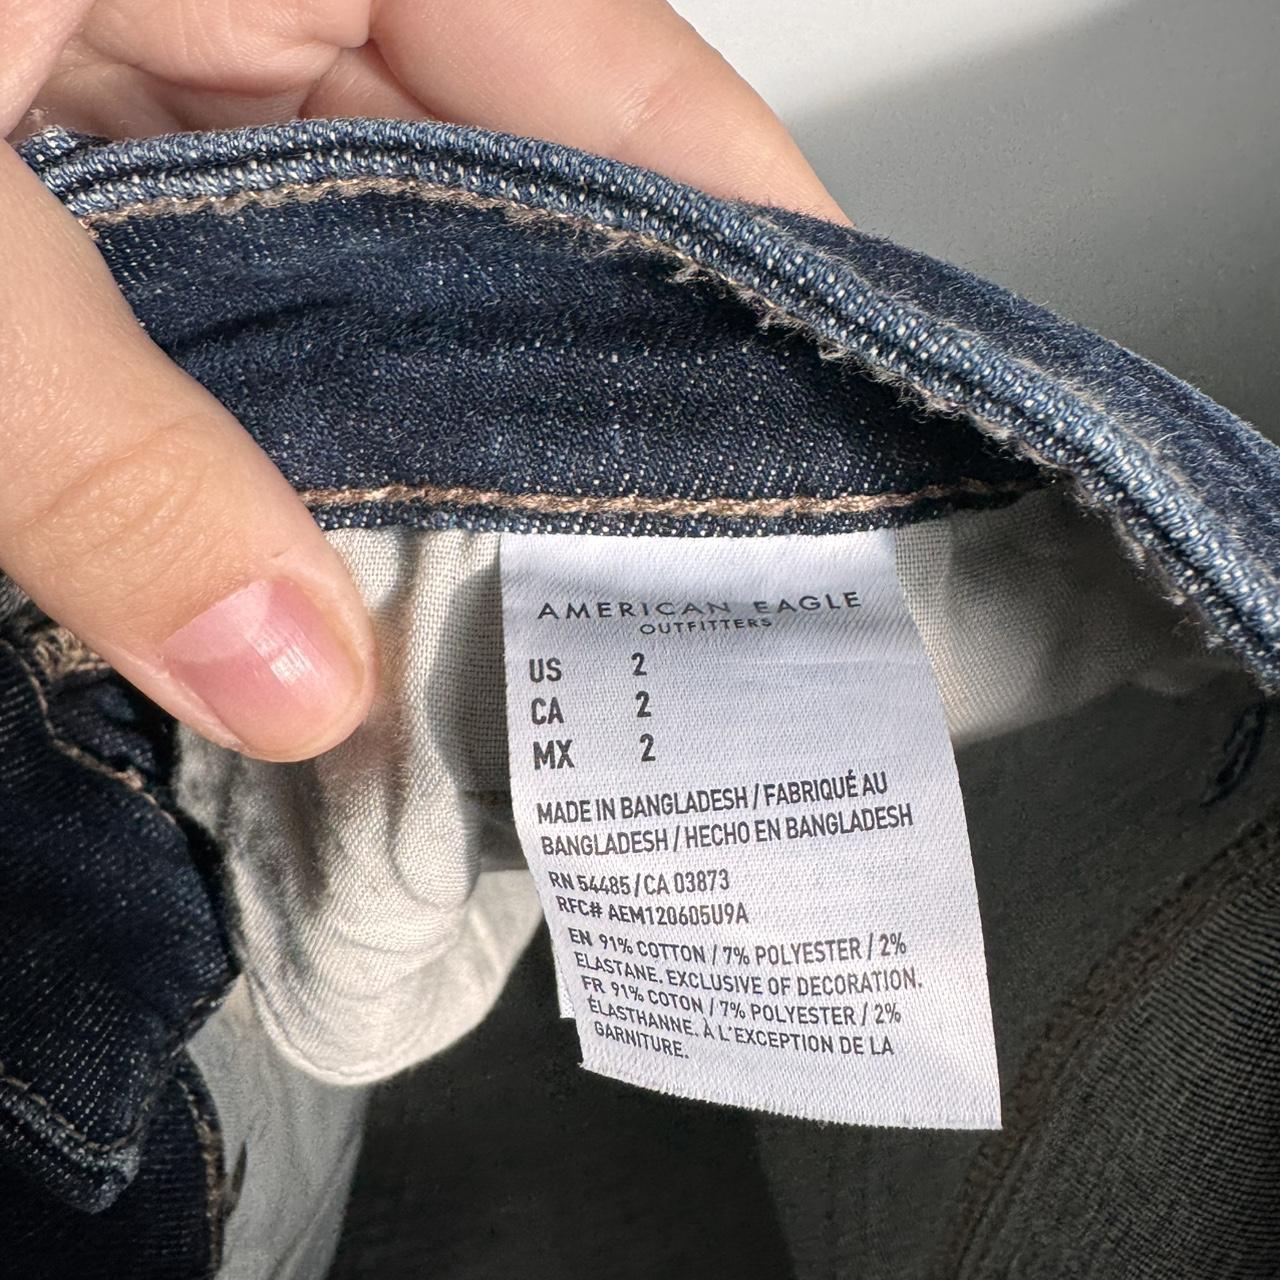 AMERICAN EAGLE
OUTFITTERS
US 2
CA 2
MX 2
MADE IN BANGLADESH / FABRIQUÉ AU
BANGLADESH / HECHO EN BANGLADESH
RN 54485 / CA 03873
RFC# AEM120605U9A
EN 91% COTTON / 7% POLYESTER / 2%
ELASTANE. EXCLUSIVE OF DECORATION.
FR 91% COTON / 7% POLYESTER / 2%
ÉLASTHANNE. À L'EXCEPTION DE LA
GARNITURE.